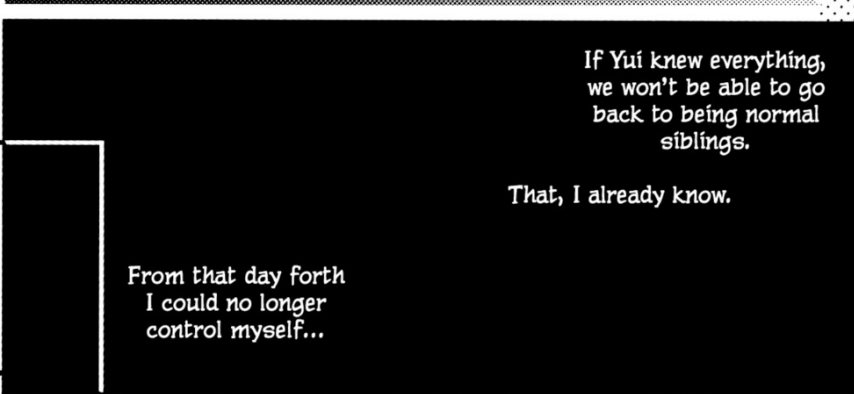 If Yui knew everything,
we won't be able to go
back to being normal
siblings.
That, I already know.
From that day forth
I could no longer
control myself...